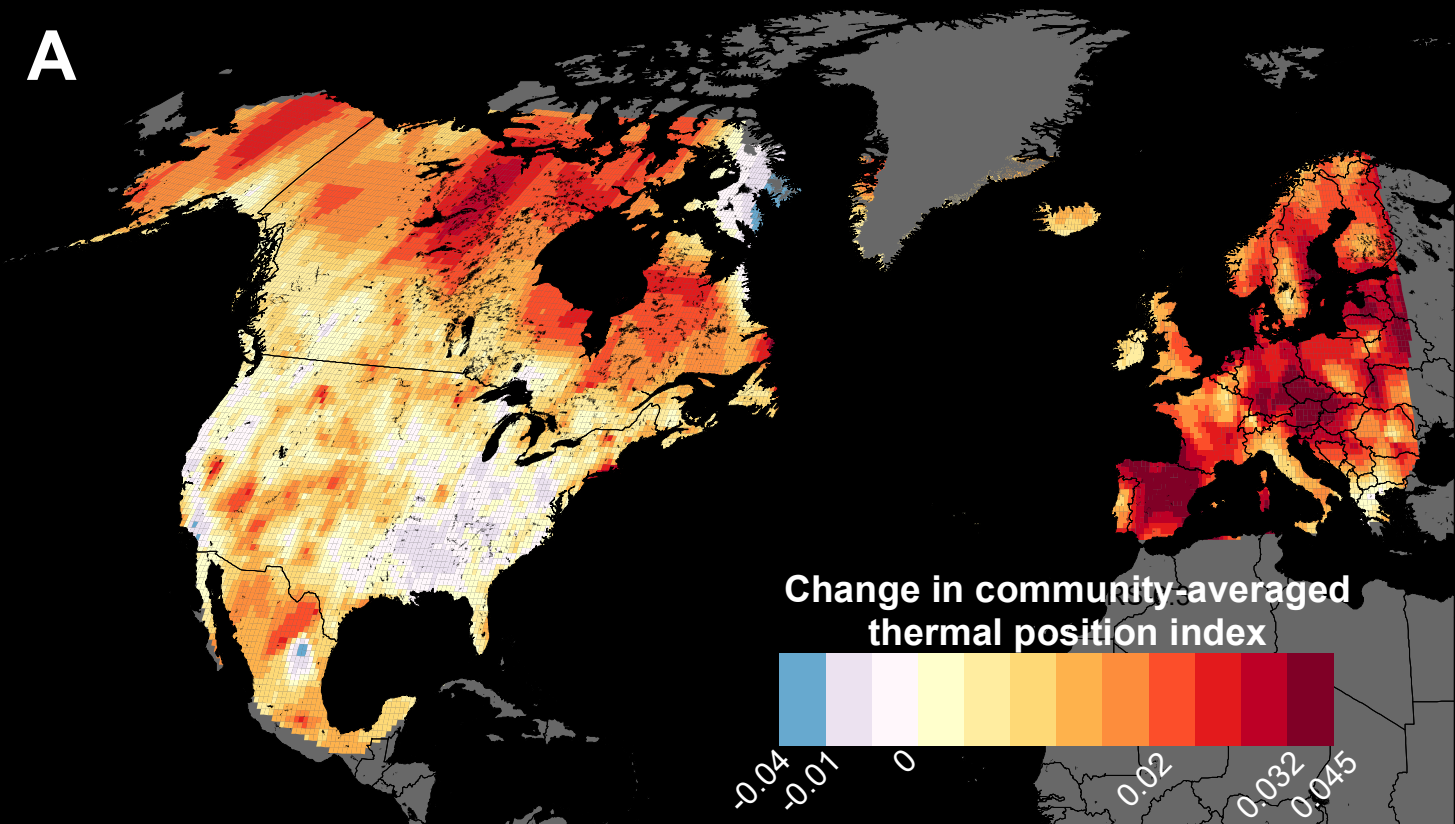 A
Change in community-averaged
thermal position index
-0.04 -0.01 0 0.02 0.032 0.045